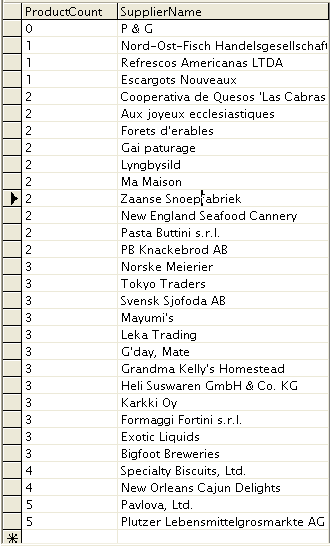 ProductCount SupplierName
0 P & G
1 Nord-Ost-Fisch Handelsgesellschaf
1 Refrescos Americanas LTDA
1 Escargots Nouveaux
2 Cooperativa de Quesos 'Las Cabras
2 Aux joyeux ecclesiastiques
2 Forets d'erables
2 Gai paturage
2 Lyngbysild
2 Ma Maison
2 Zaanse Snoepfabriek
2 New England Seafood Cannery
2 Pasta Buttini s.r.l.
2 PB Knackebrod AB
3 Norske Meierier
3 Tokyo Traders
3 Svensk Sjofoda AB
3 Mayumi's
3 Leka Trading
3 G'day, Mate
3 Grandma Kelly's Homestead
3 Heli Suswaren GmbH & Co. KG
3 Karkki Oy
3 Formaggi Fortini s.r.l.
3 Exotic Liquids
3 Bigfoot Breweries
4 Specialty Biscuits, Ltd.
4 New Orleans Cajun Delights
5 Pavlova, Ltd.
5 Plutzer Lebensmittelgrosmarkte AG